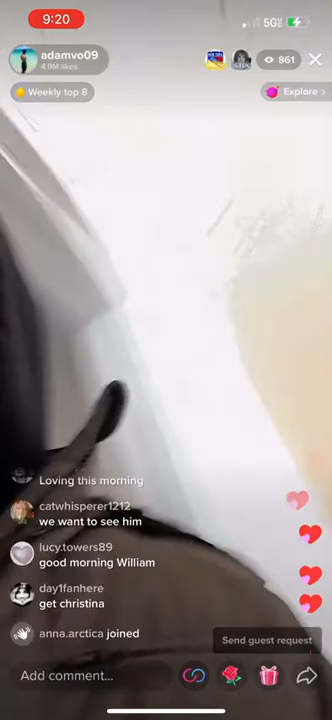 9:20
5G
adamvo09
4.9M likes
861
Weekly top 8
Explore >
Loving this morning
catwhisperer1212
we want to see him
lucy.towers89
good morning William
day1fanhere
get christina
anna.arctica joined
Send guest request
Add comment...